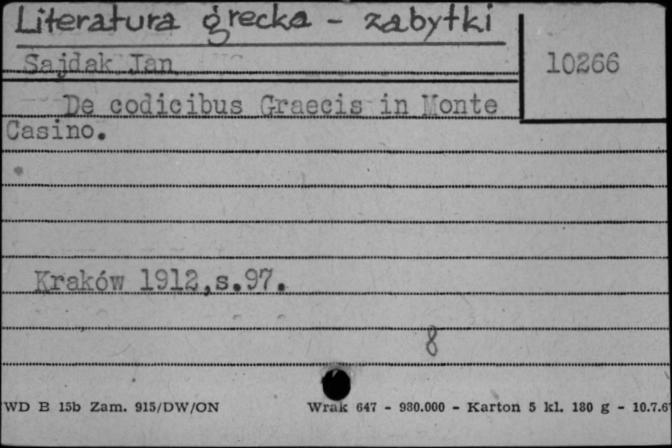 Literatura grecka - zabytki
Sajdak Jan
10266
De codicibus Graecis in Monte
Casino.
Kraków 1912,s.97.
8
WD B 15b Zam. 915/DW/ON Wrak 647 - 980.000 - Karton 5 kl. 180 g - 10.7.6